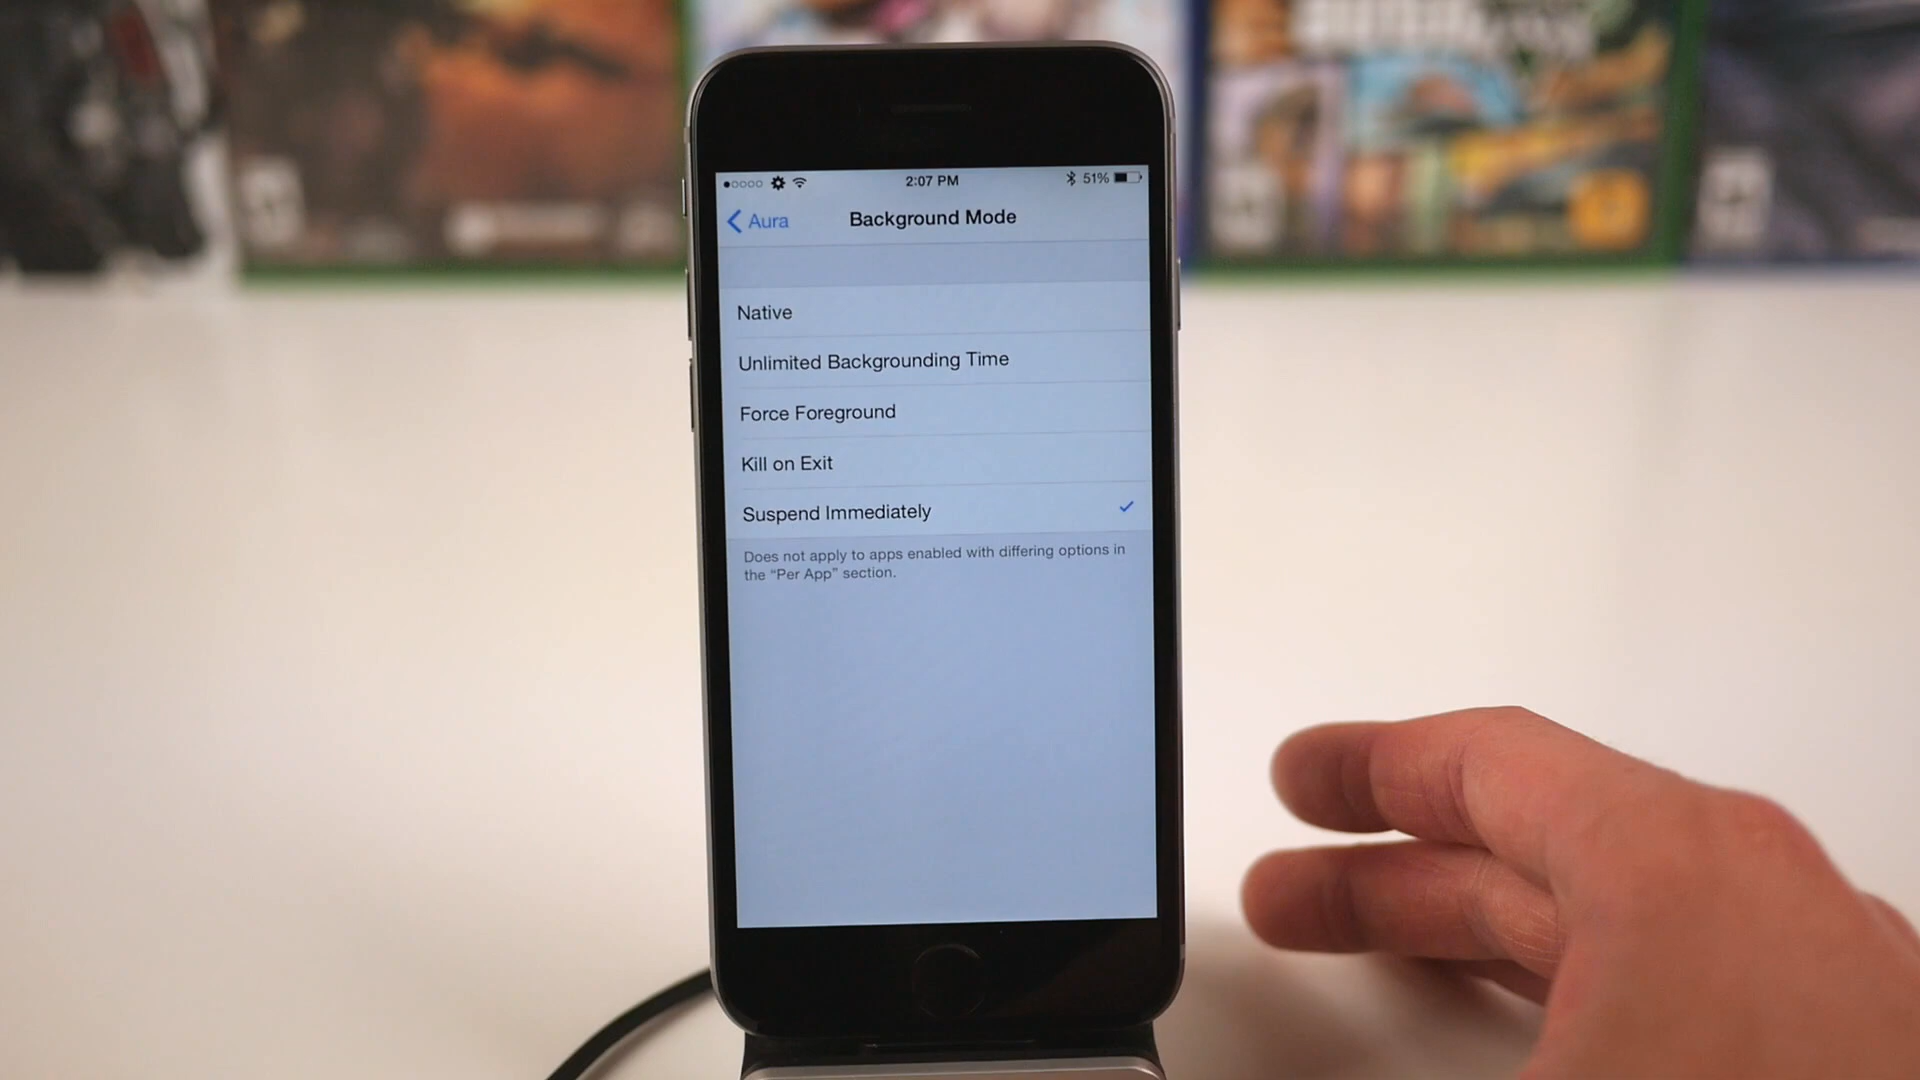 2:07 PM
51%
Aura
Background Mode
Native
Unlimited Backgrounding Time
Force Foreground
Kill on Exit
Suspend Immediately
Does not apply to apps enabled with differing options in
the “Per App” section.